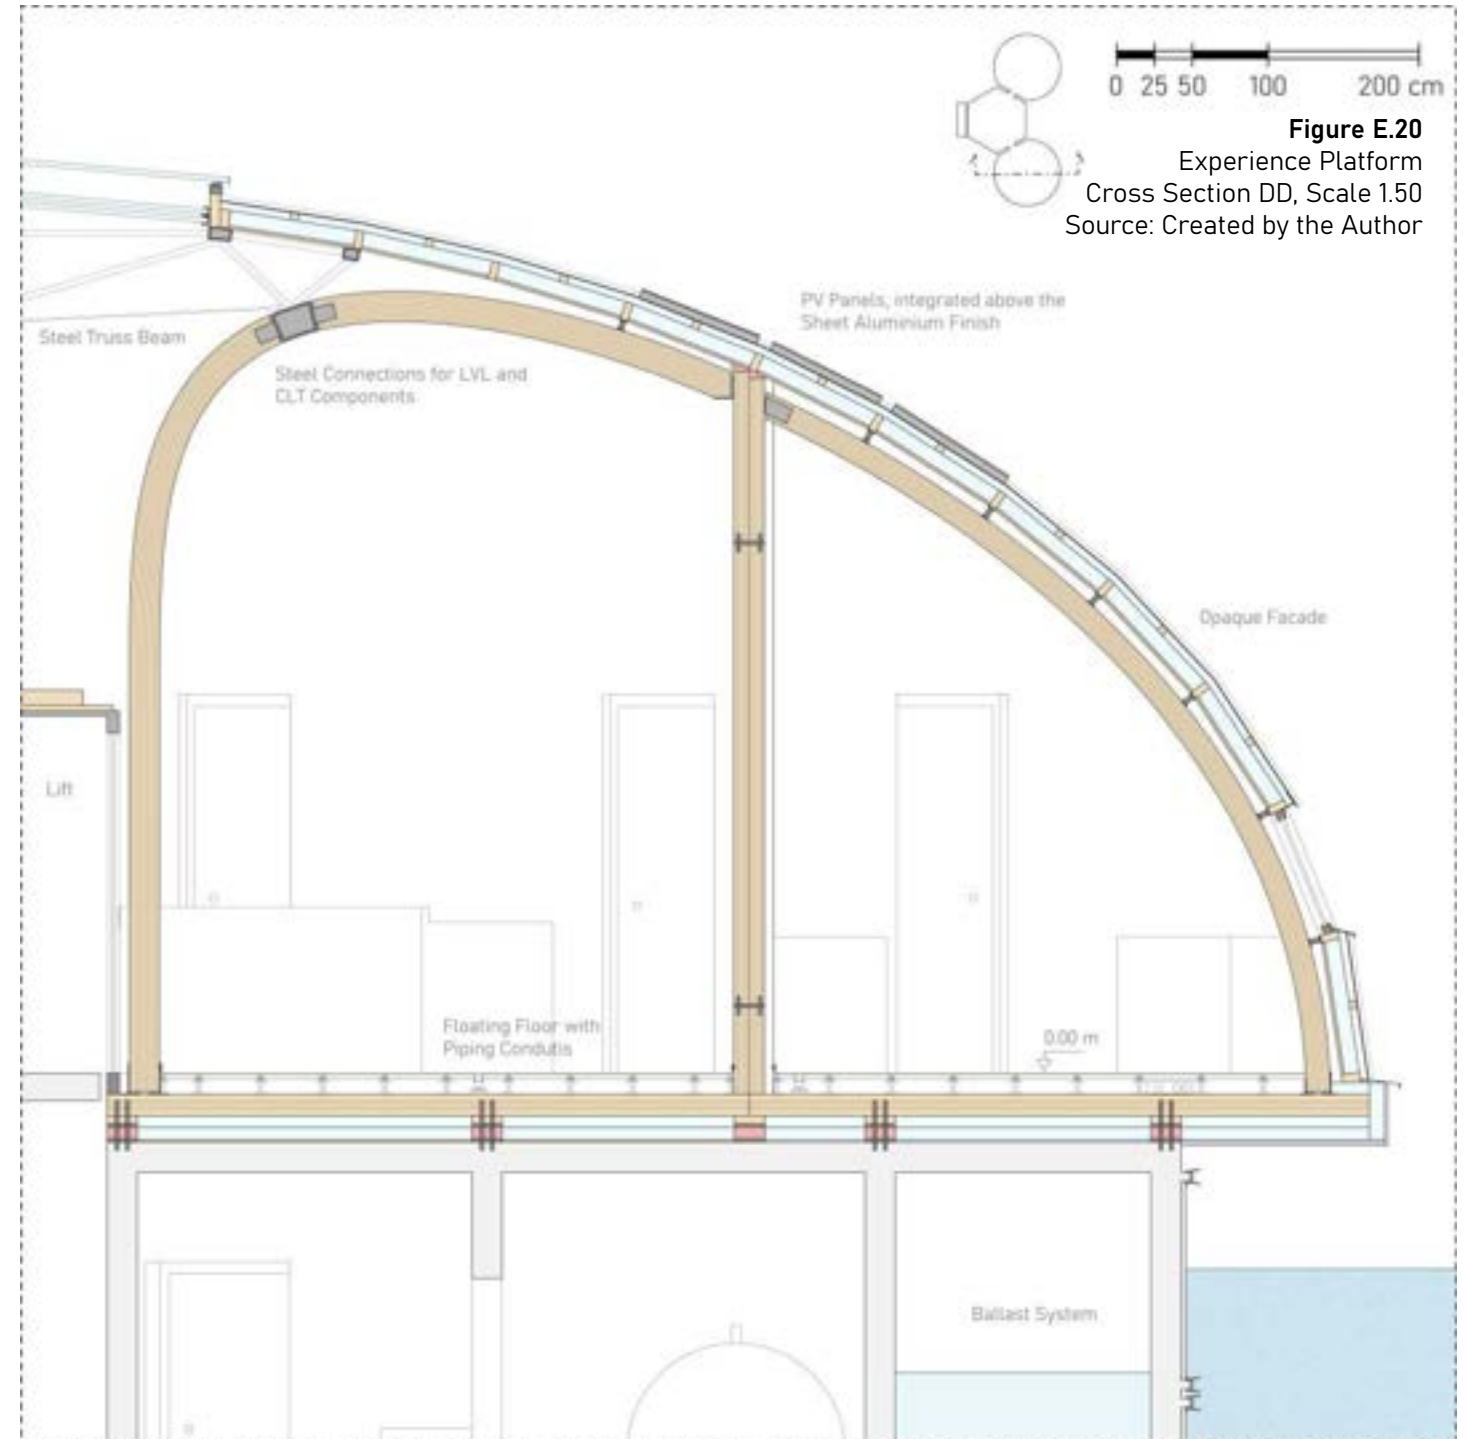 0 25 50 100 200 cm
Figure E.20
Experience Platform
Cross Section DD, Scale 1.50
Source: Created by the Author
PV Panels, integrated above the
Sheet Aluminium Finish
Steel Truss Beam
Steel Connections for LVL and
CLT Components
Opaque Facade
Lift
Floating Floor with
Piping Condutis
0.00 m
Ballast System